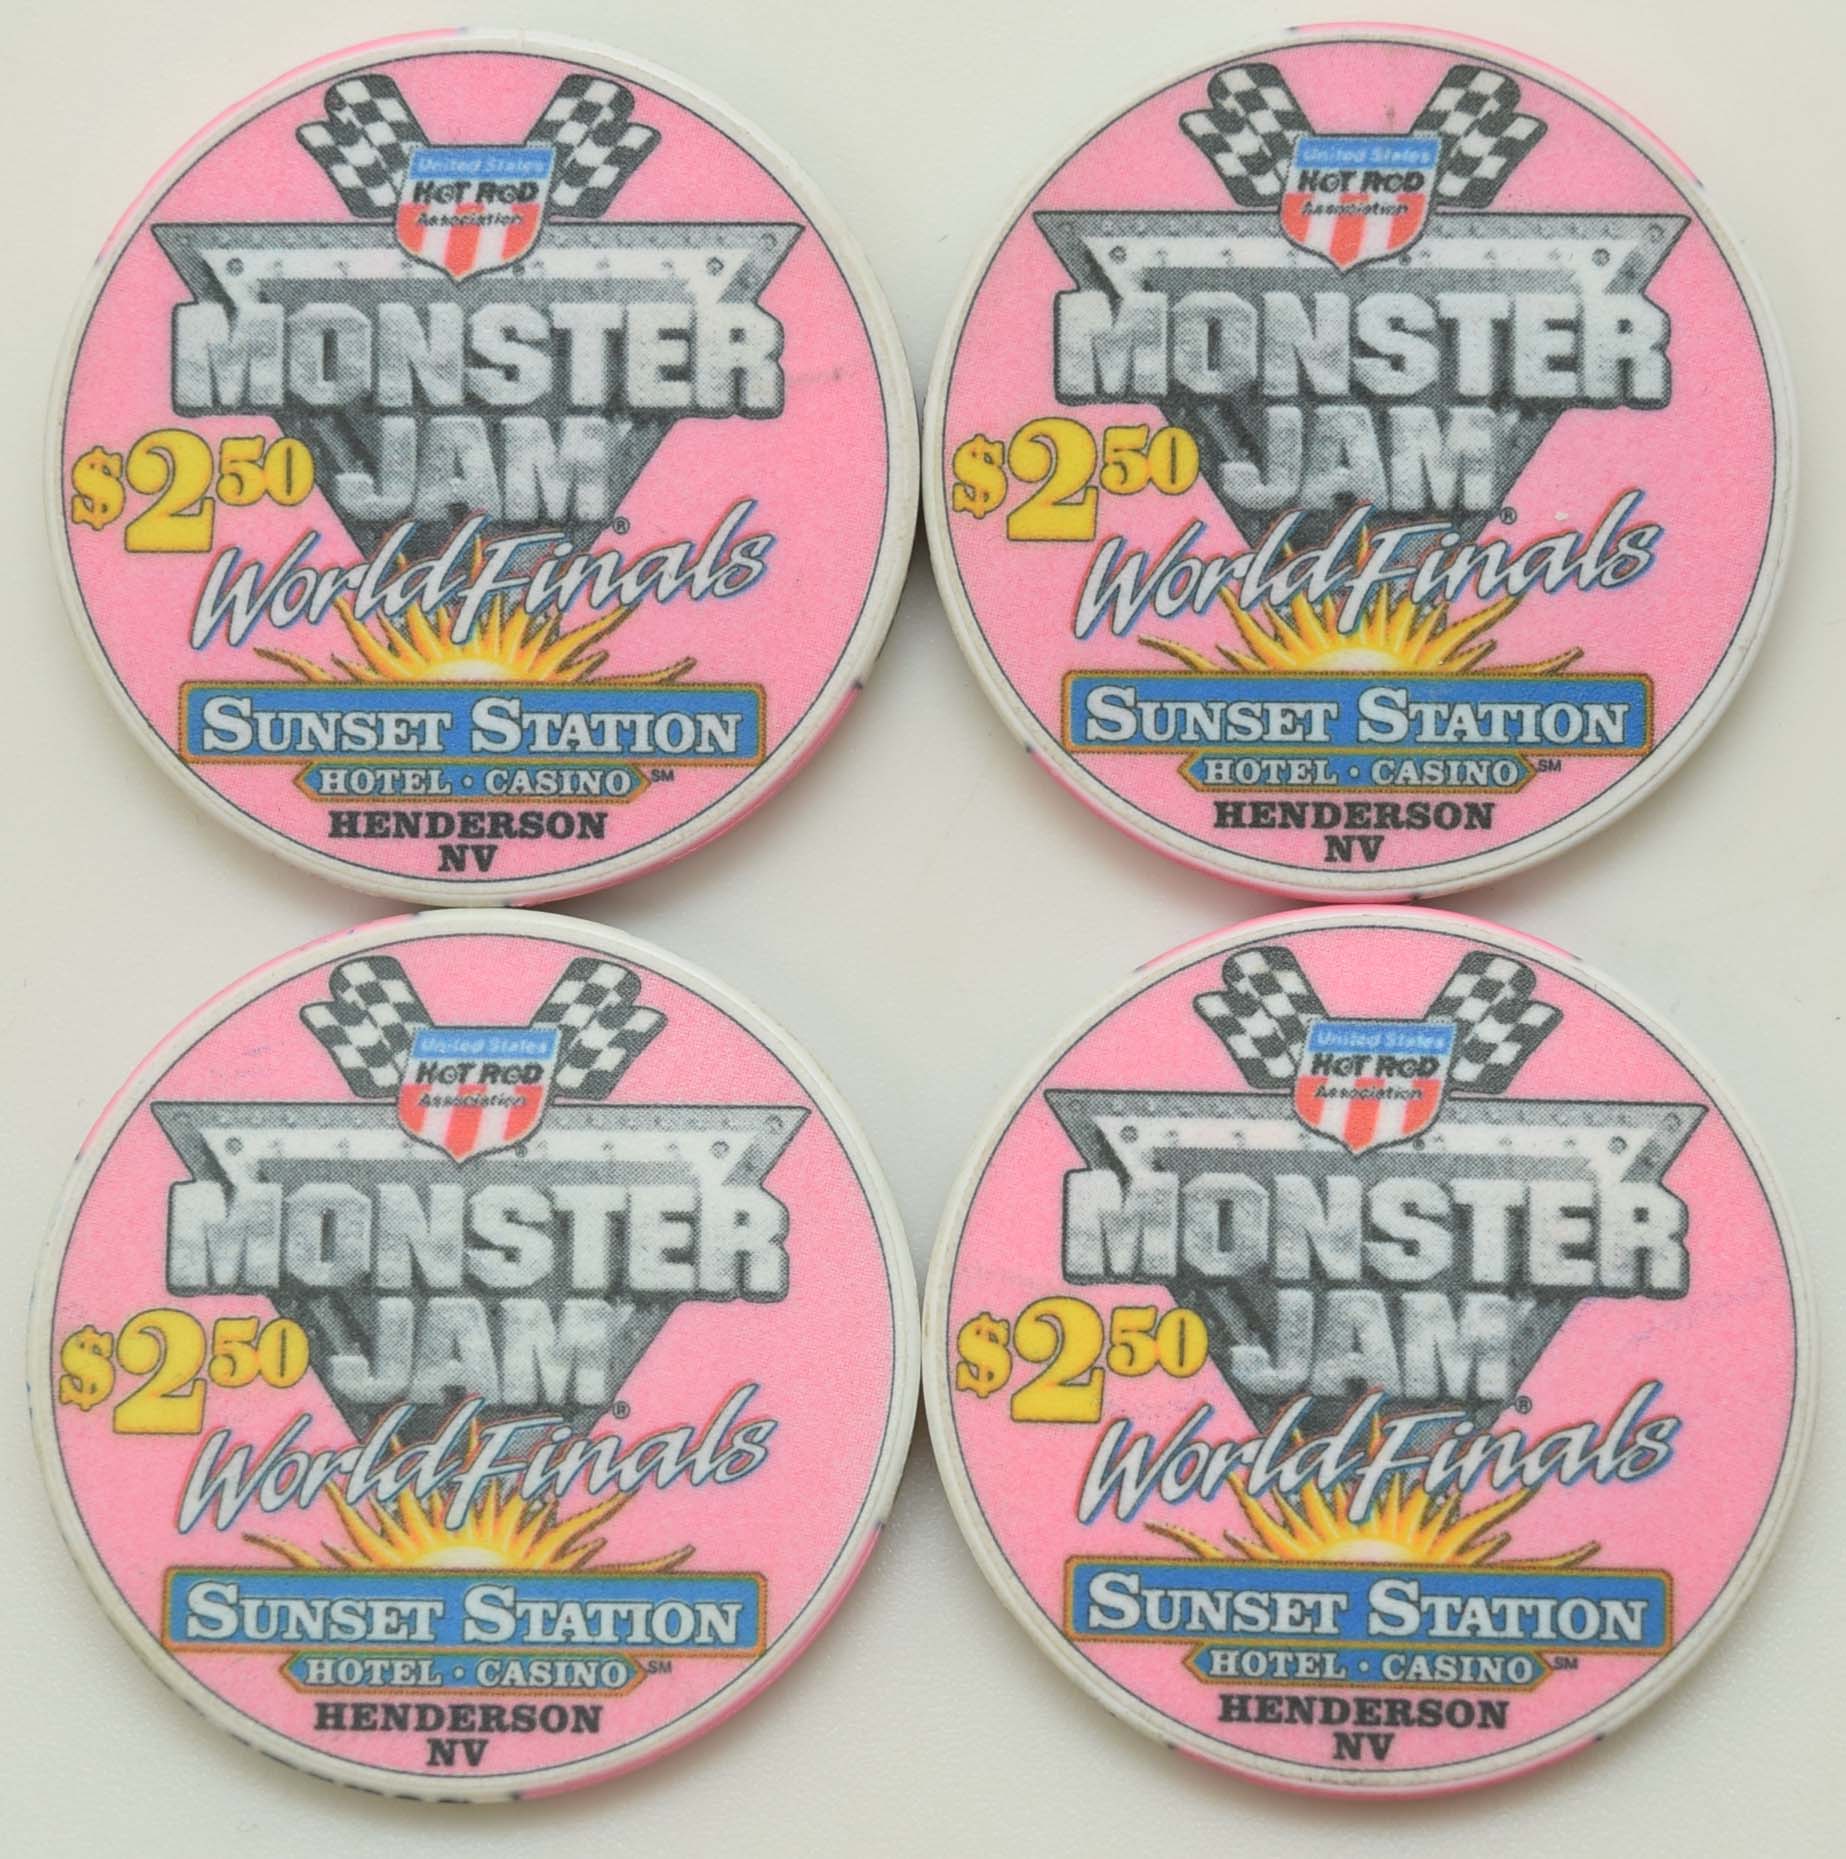 United States
HOT ROD
Association
MONSTER
JAM
$2 50
World Finals
SUNSET STATION
HOTEL · CASINO SM
HENDERSON
NV
United States
HOT ROD
Association
MONSTER
JAM
$2 50
World Finals
SUNSET STATION
HOTEL · CASINO SM
HENDERSON
NV
United States
HOT ROD
Association
MONSTER
JAM
$2 50
World Finals
SUNSET STATION
HOTEL · CASINO SM
HENDERSON
NV
United States
HOT ROD
Association
MONSTER
JAM
$2 50
World Finals
SUNSET STATION
HOTEL · CASINO SM
HENDERSON
NV